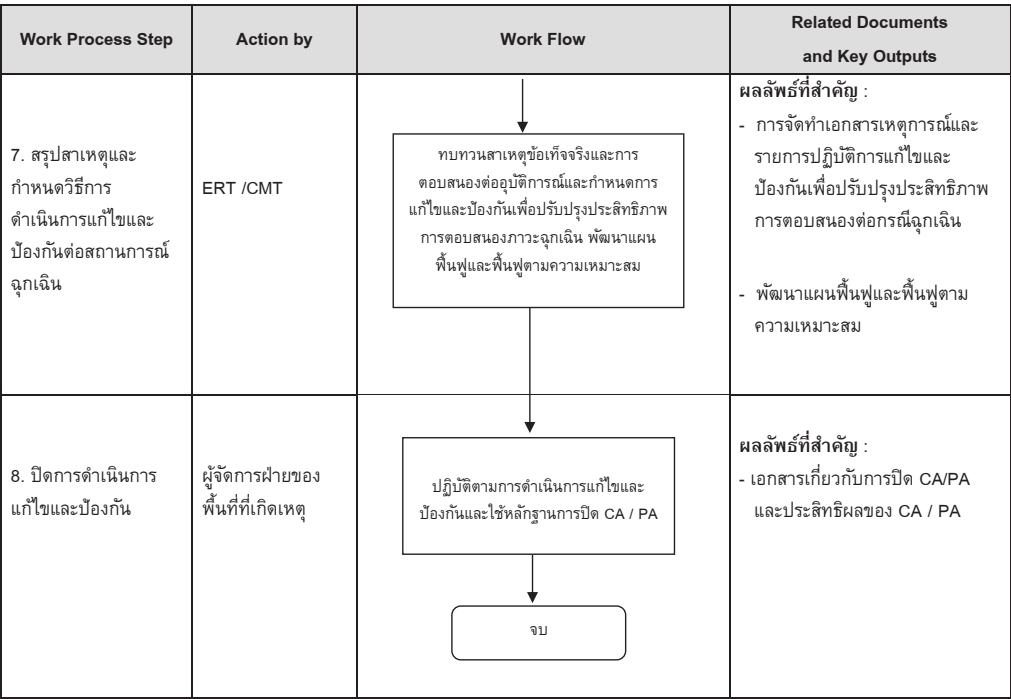 Work Process Step
Action by
Work Flow
Related Documents
and Key Outputs
7. สรุปสาเหตุและ
กำหนดวิธีการ
ดำเนินการแก้ไขและ
ป้องกันต่อสถานการณ์
ฉุกเฉิน
ERT /CMT
ทบทวนสาเหตุข้อเท็จจริงและการ
ตอบสนองต่ออุบัติการณ์และกำหนดการ
แก้ไขและป้องกันเพื่อปรับปรุงประสิทธิภาพ
การตอบสนองภาวะฉุกเฉิน พัฒนาแผน
ฟื้นฟูและฟื้นฟูตามความเหมาะสม
ผลลัพธ์ที่สำคัญ :
- การจัดทำเอกสารเหตุการณ์และ
รายการปฏิบัติการแก้ไขและ
ป้องกันเพื่อปรับปรุงประสิทธิภาพ
การตอบสนองต่อกรณีฉุกเฉิน
- พัฒนาแผนฟื้นฟูและฟื้นฟูตาม
ความเหมาะสม
8. ปิดการดำเนินการ
แก้ไขและป้องกัน
ผู้จัดการฝ่ายของ
พื้นที่ที่เกิดเหตุ
ปฏิบัติตามการดำเนินการแก้ไขและ
ป้องกันและใช้หลักฐานการปิด CA / PA
จบ
ผลลัพธ์ที่สำคัญ :
- เอกสารเกี่ยวกับการปิด CA/PA
และประสิทธิผลของ CA / PA